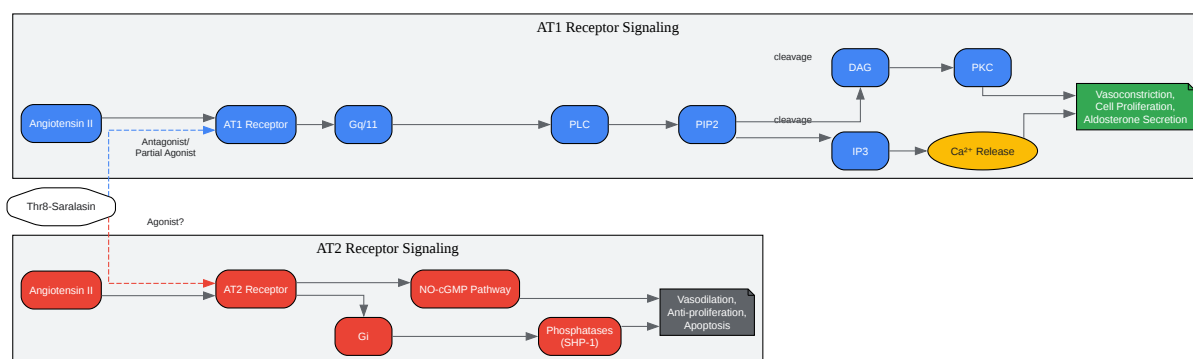 AT1 Receptor Signaling
cleavage
DAG
PKC
Vasoconstriction,
Cell Proliferation,
Aldosterone Secretion
Angiotensin II
AT1 Receptor
Gq/11
PLC
PIP2
cleavage
Antagonist/
Partial Agonist
IP3
Ca²⁺ Release
Thr8-Saralasin
Agonist?
AT2 Receptor Signaling
Angiotensin II
AT2 Receptor
NO-cGMP Pathway
Vasodilation,
Anti-proliferation,
Apoptosis
Gi
Phosphatases
(SHP-1)